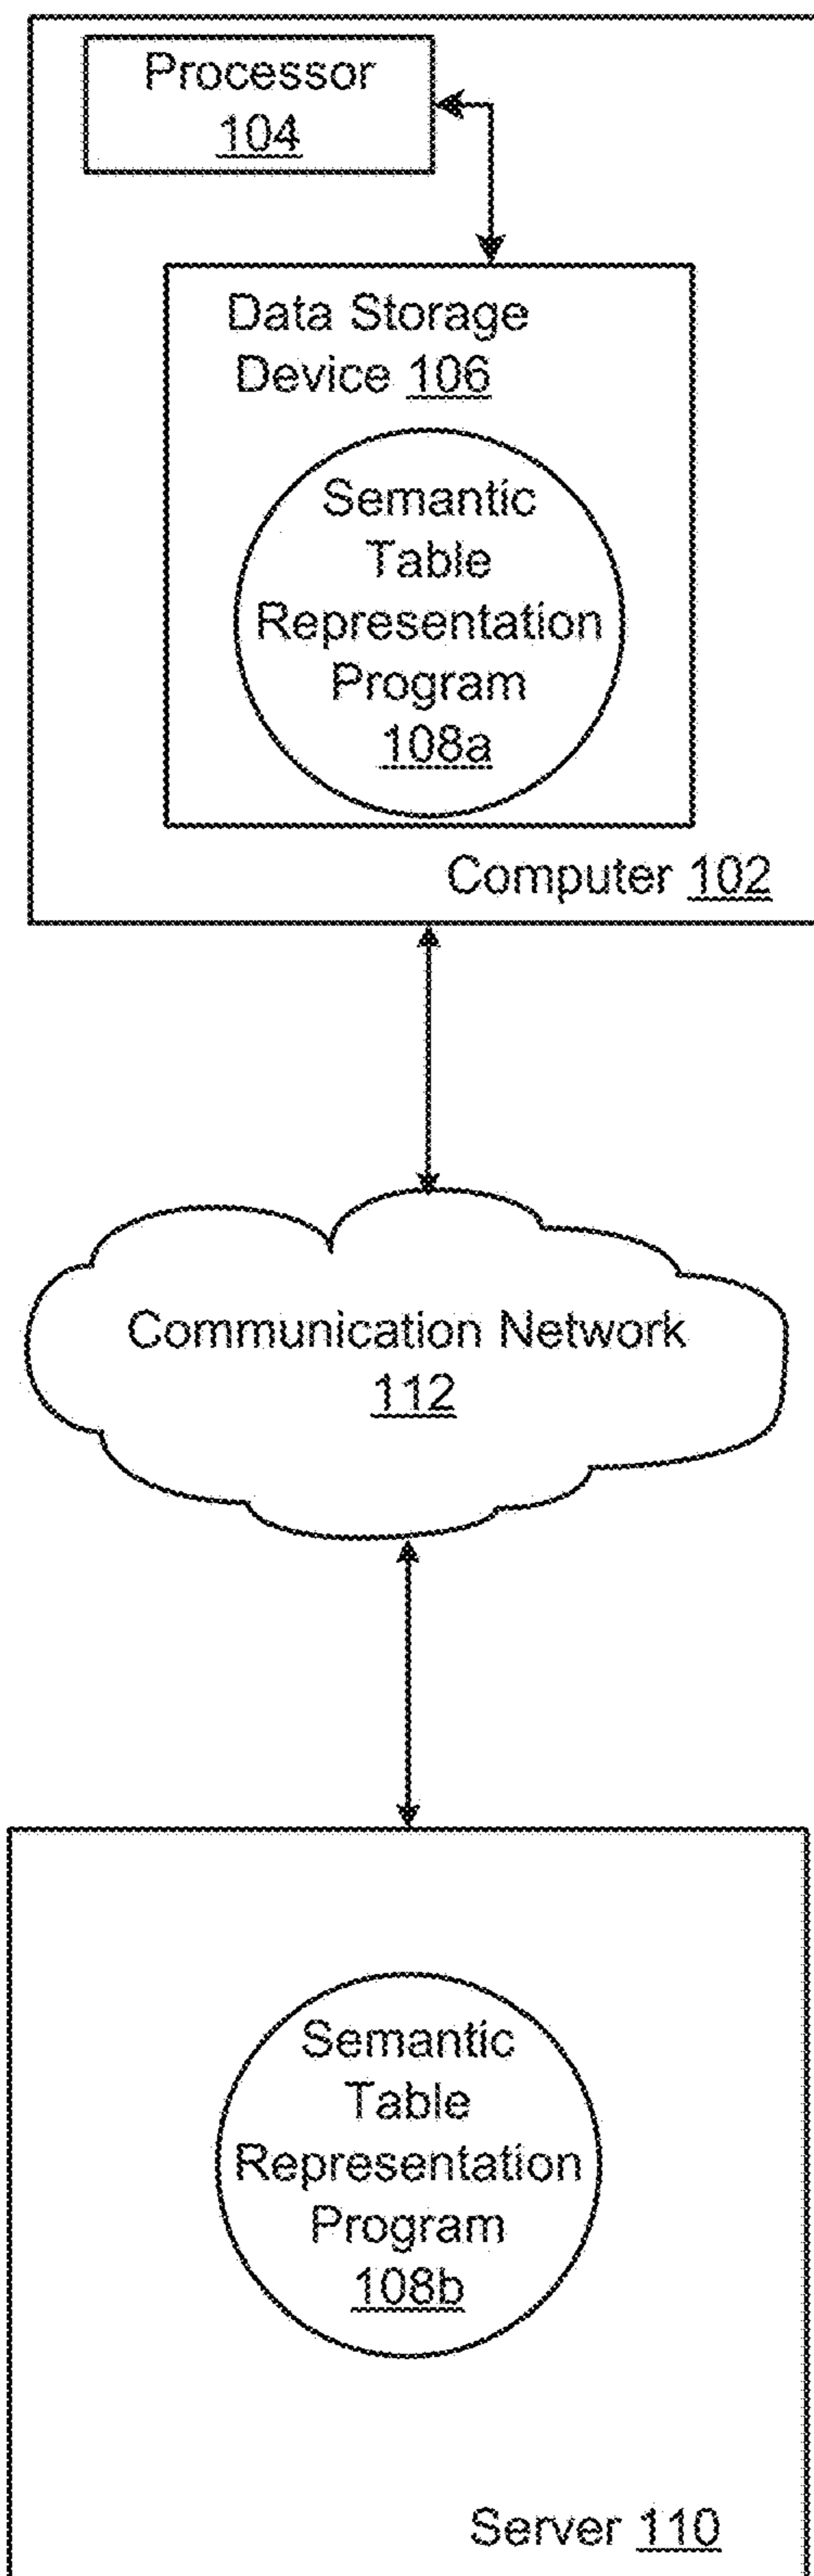 Processor
104
Data Storage
Device 106
Semantic
Table
Representation
Program
108a
Computer 102
Communication Network
112
Semantic
Table
Representation
Program
108b
Server 110